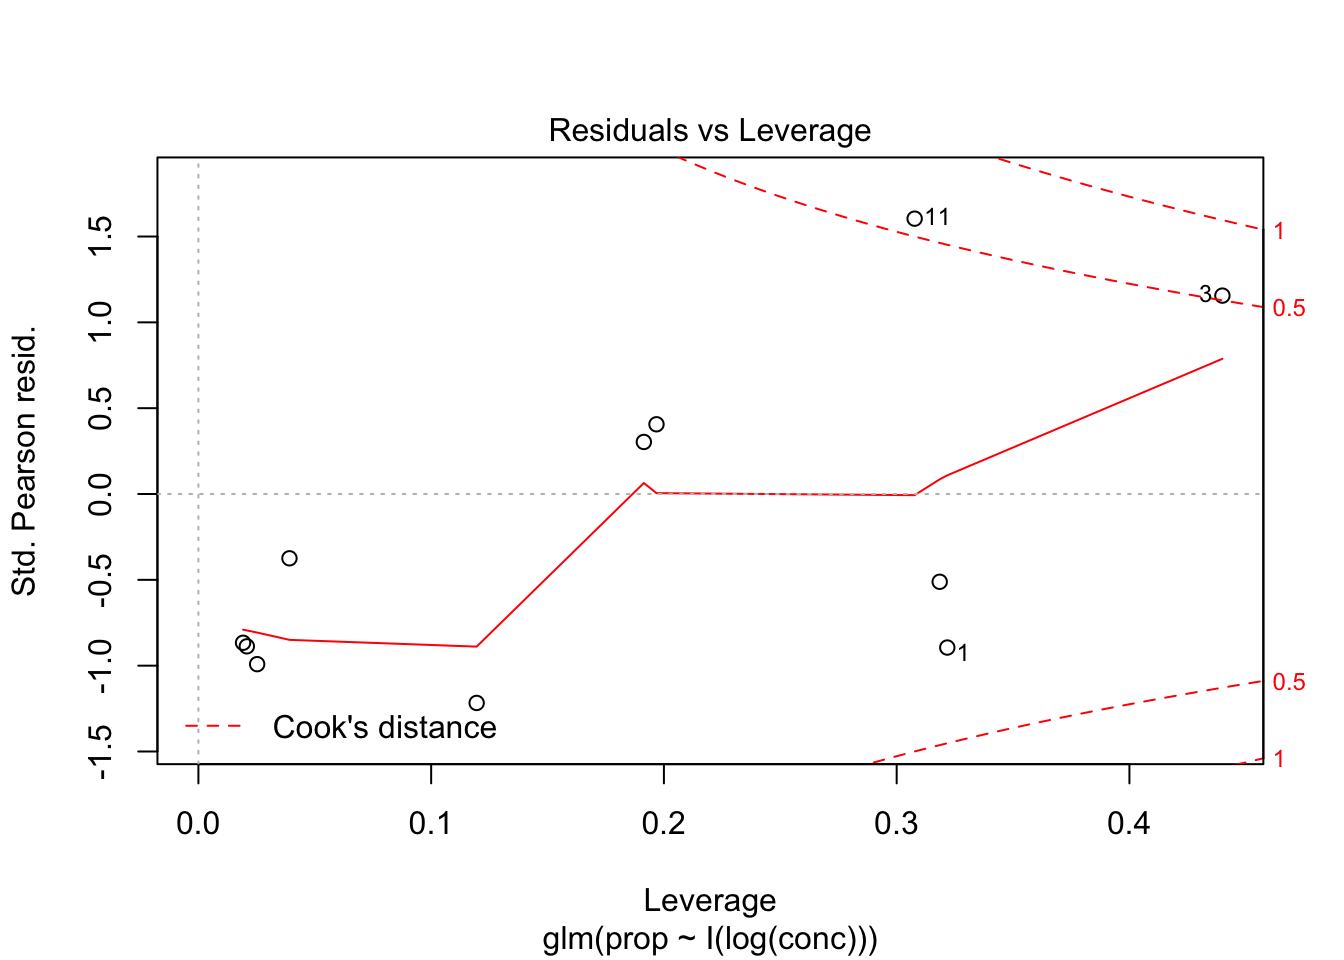 Residuals vs Leverage
Std. Pearson resid.
1.5
1.0
0.5
0.0
-0.5
-1.0
-1.5
11
3
1
1
0.5
0.5
1
Cook's distance
0.0 0.1 0.2 0.3 0.4
Leverage
glm(prop ~ I(log(conc)))